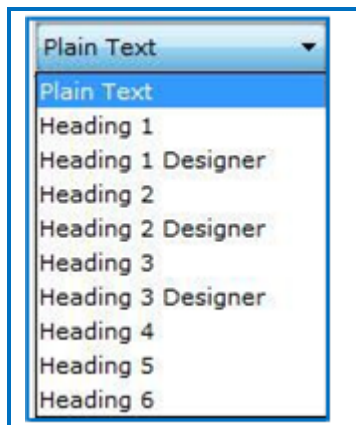 Plain Text
Plain Text
Heading 1
Heading 1 Designer
Heading 2
Heading 2 Designer
Heading 3
Heading 3 Designer
Heading 4
Heading 5
Heading 6